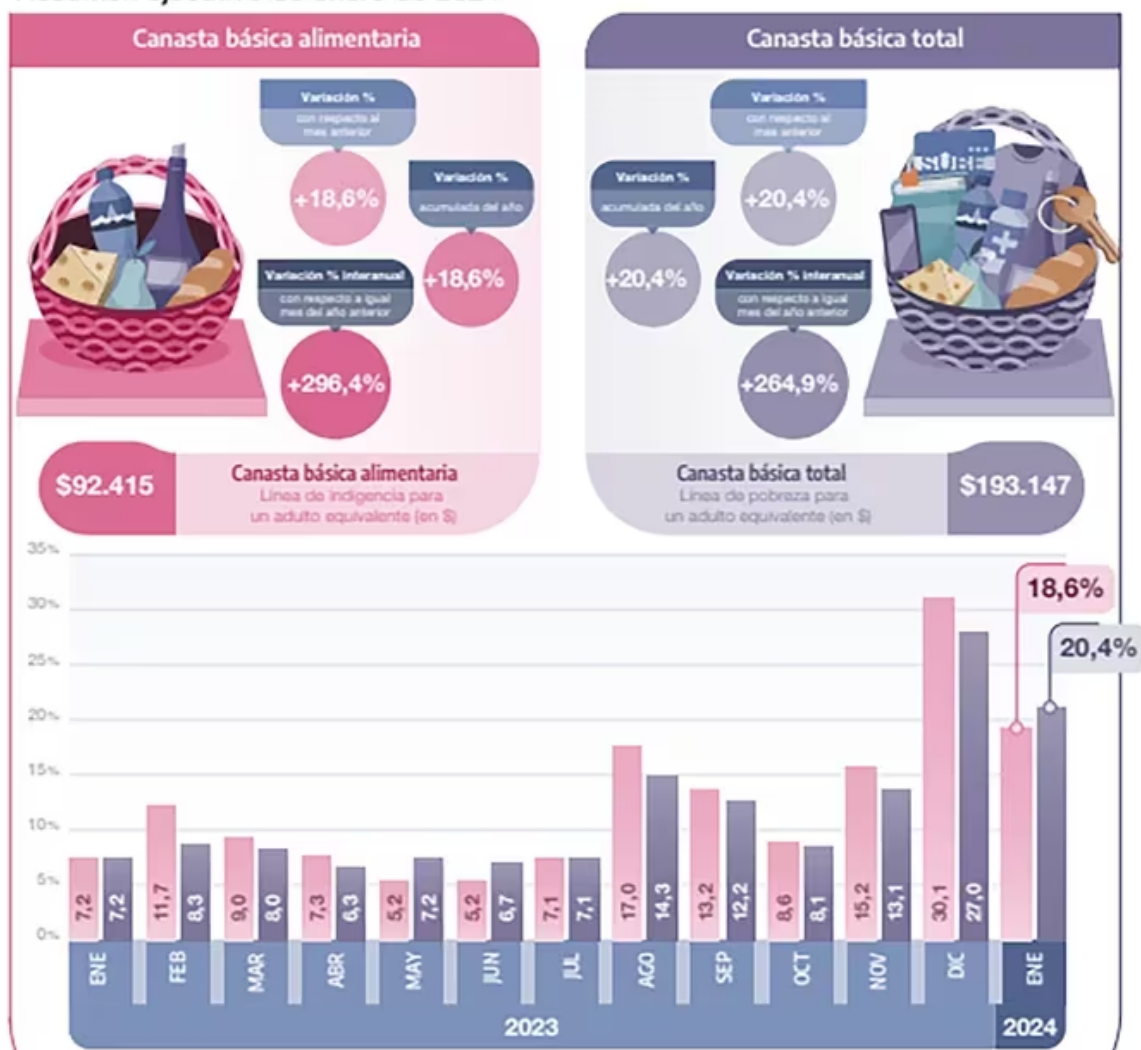 Canasta básica alimentaria
Variación %
con respecto al
mes anterior
+18,6%
Variación %
acumulada del año
+18,6%
Variación % interanual
con respecto a igual
mes del año anterior
+296,4%
$92.415
Canasta básica alimentaria
Línea de indigencia para
un adulto equivalente (en $)
Canasta básica total
Variación %
con respecto al
mes anterior
+20,4%
Variación %
acumulada del año
+20,4%
Variación % interanual
con respecto a igual
mes del año anterior
+264,9%
SUBE
Canasta básica total
Línea de pobreza para
un adulto equivalente (en $)
$193.147
35%
30%
25%
20%
15%
10%
5%
0%
7,2 7,2 11,7 8,3 9,0 8,0 7,3 6,3 5,2 7,2 5,2 6,7 7,1 7,1 17,0 14,3 13,2 12,2 8,6 8,1 15,2 13,1 30,1 27,0
18,6%
20,4%
ENE FEB MAR ABR MAY JUN JUL AGO SEP OCT NOV DIC ENE
2023 2024